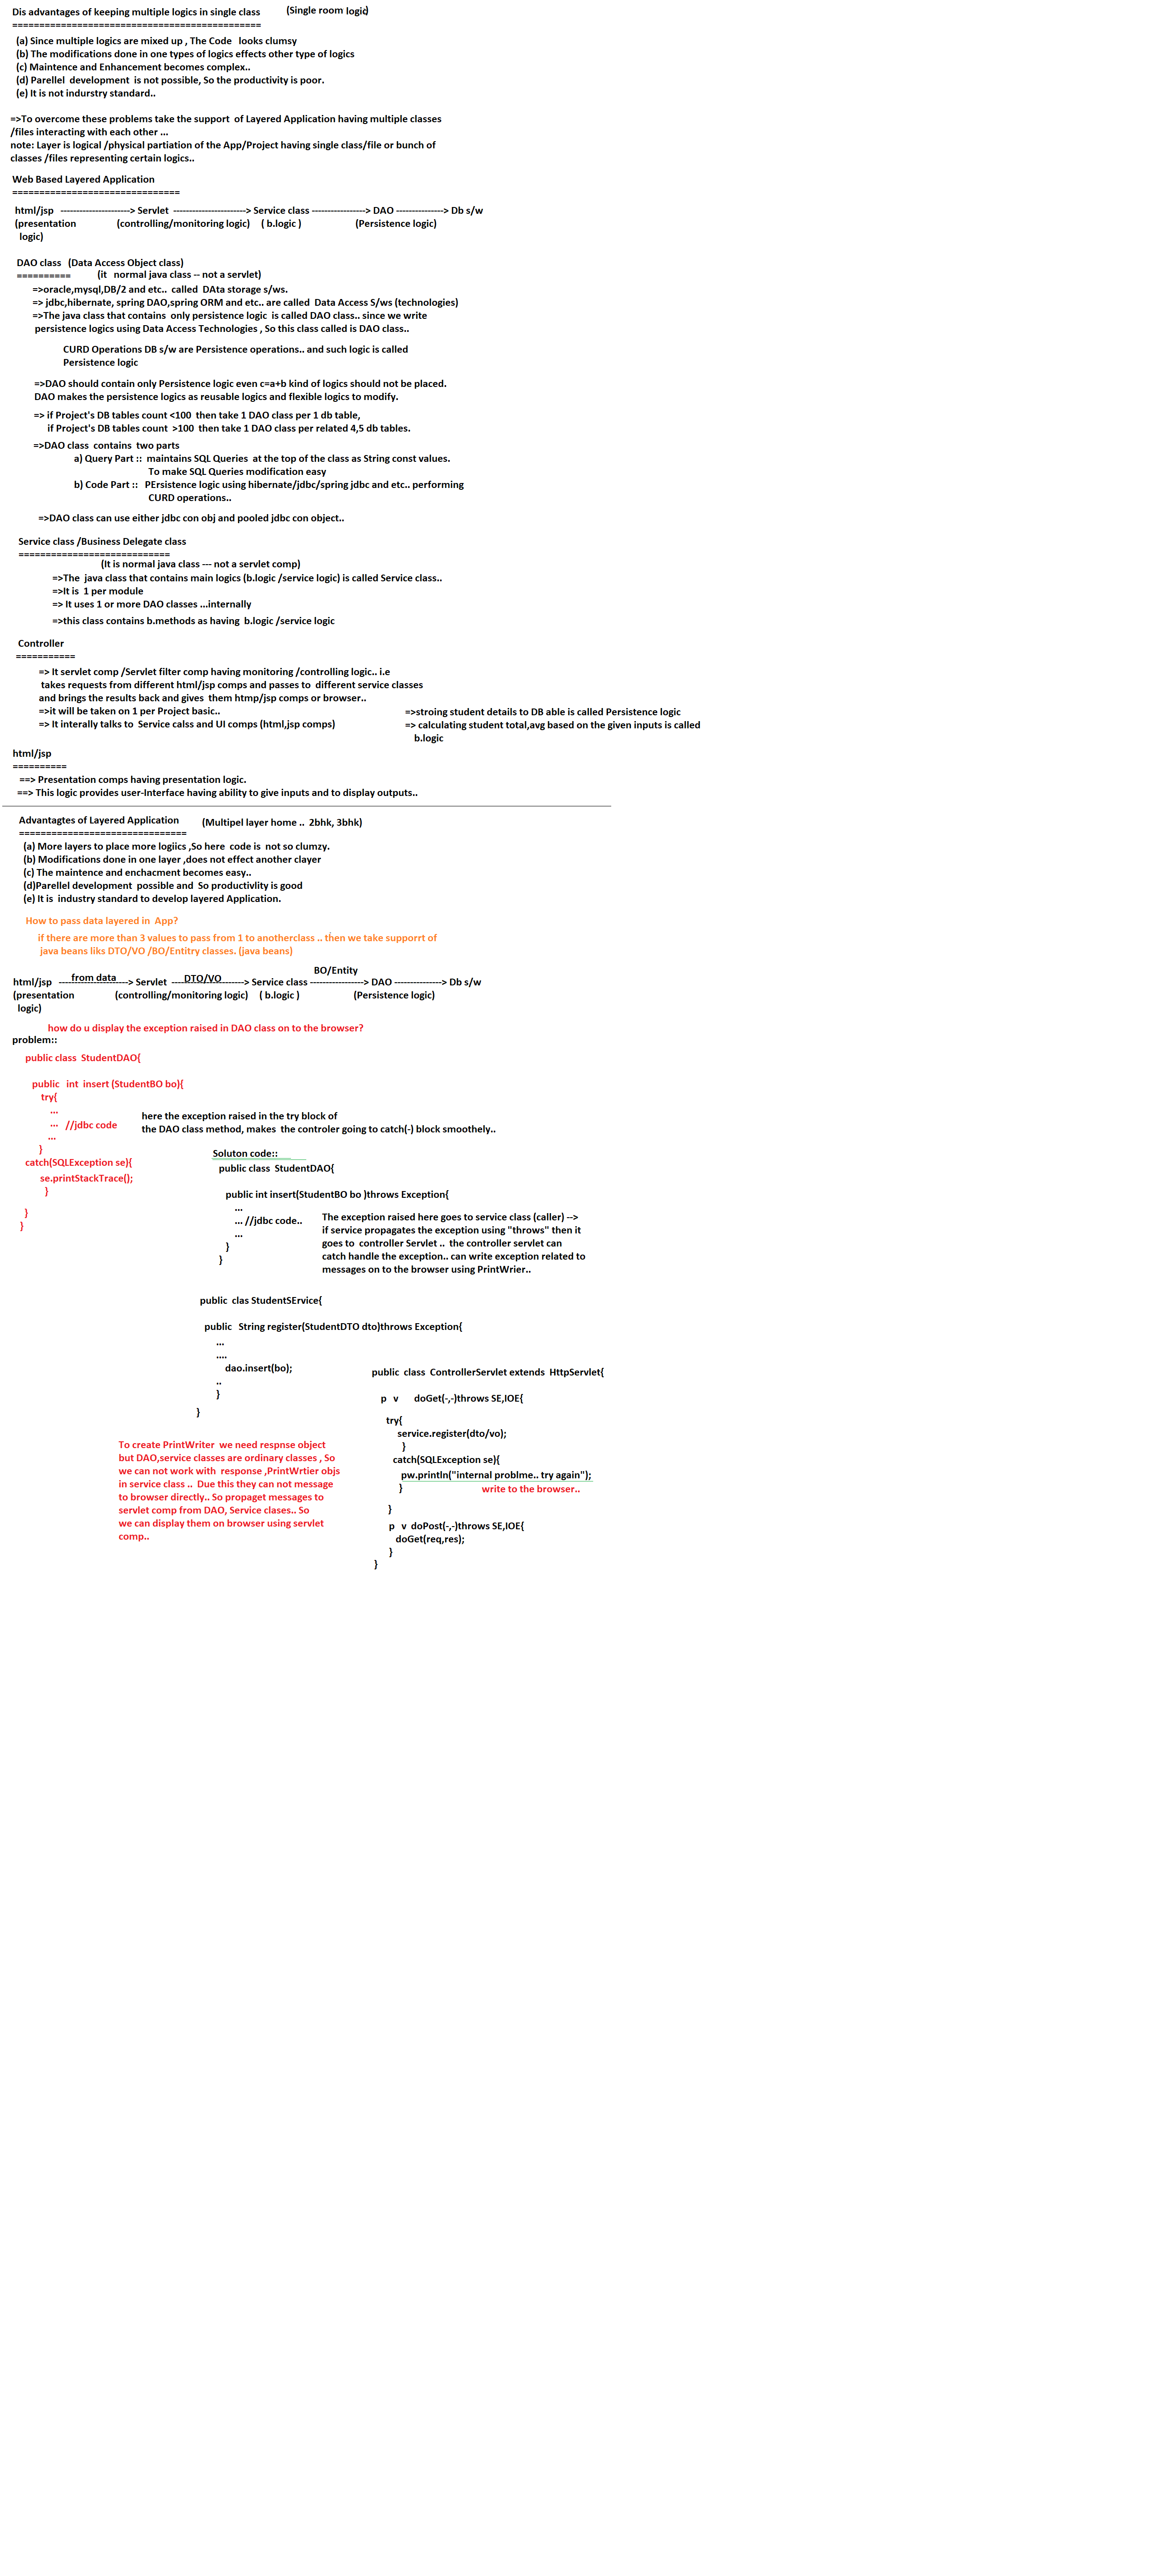 Dis advantages of keeping multiple logics in single class (Single room logic)
===============================================
(a) Since multiple logics are mixed up , The Code looks clumsy
(b) The modifications done in one types of logics effects other type of logics
(c) Maintence and Enhancement becomes complex..
(d) Parellel development is not possible, So the productivity is poor.
(e) It is not indurstry standard..
=>To overcome these problems take the support of Layered Application having multiple classes
/files interacting with each other ...
note: Layer is logical /physical partiation of the App/Project having single class/file or bunch of
classes /files representing certain logics..
Web Based Layered Application
===============================
html/jsp ----------------------> Servlet -----------------------> Service class -----------------> DAO ---------------> Db s/w
(presentation (controlling/monitoring logic) ( b.logic ) (Persistence logic)
logic)
DAO class (Data Access Object class)
========== (it normal java class -- not a servlet)
=>oracle,mysql,DB/2 and etc.. called DAta storage s/ws.
=> jdbc,hibernate, spring DAO,spring ORM and etc.. are called Data Access S/ws (technologies)
=>The java class that contains only persistence logic is called DAO class.. since we write
persistence logics using Data Access Technologies , So this class called is DAO class..
CURD Operations DB s/w are Persistence operations.. and such logic is called
Persistence logic
=>DAO should contain only Persistence logic even c=a+b kind of logics should not be placed.
DAO makes the persistence logics as reusable logics and flexible logics to modify.
=> if Project's DB tables count <100 then take 1 DAO class per 1 db table,
if Project's DB tables count >100 then take 1 DAO class per related 4,5 db tables.
=>DAO class contains two parts
a) Query Part :: maintains SQL Queries at the top of the class as String const values.
To make SQL Queries modification easy
b) Code Part :: PErsistence logic using hibernate/jdbc/spring jdbc and etc.. performing
CURD operations..
=>DAO class can use either jdbc con obj and pooled jdbc con object..
Service class /Business Delegate class
============================
(It is normal java class --- not a servlet comp)
=>The java class that contains main logics (b.logic /service logic) is called Service class..
=>It is 1 per module
=> It uses 1 or more DAO classes ...internally
=>this class contains b.methods as having b.logic /service logic
Controller
===========
=> It servlet comp /Servlet filter comp having monitoring /controlling logic.. i.e
takes requests from different html/jsp comps and passes to different service classes
and brings the results back and gives them htmp/jsp comps or browser..
=>it will be taken on 1 per Project basic..
=> It interally talks to Service calss and UI comps (html,jsp comps)
=>stroing student details to DB able is called Persistence logic
=> calculating student total,avg based on the given inputs is called
b.logic
html/jsp
==========
==> Presentation comps having presentation logic.
==> This logic provides user-Interface having ability to give inputs and to display outputs..
Advantagtes of Layered Application (Multipel layer home .. 2bhk, 3bhk)
===============================
(a) More layers to place more logiics ,So here code is not so clumzy.
(b) Modifications done in one layer ,does not effect another clayer
(c) The maintence and enchacment becomes easy..
(d)Parellel development possible and So productivlity is good
(e) It is industry standard to develop layered Application.
How to pass data layered in App?
if there are more than 3 values to pass from 1 to anotherclass .. then we take supporrt of
java beans liks DTO/VO /BO/Entitry classes. (java beans)
from data DTO/VO BO/Entity
html/jsp ----------------------> Servlet -----------------------> Service class -----------------> DAO ---------------> Db s/w
(presentation (controlling/monitoring logic) ( b.logic ) (Persistence logic)
logic)
how do u display the exception raised in DAO class on to the browser?
problem::
public class StudentDAO{
public int insert (StudentBO bo){
try{
...
... //jdbc code
...
}
catch(SQLException se){
se.printStackTrace();
}
}
}
here the exception raised in the try block of
the DAO class method, makes the controler going to catch(-) block smoothely..
Soluton code::
public class StudentDAO{
public int insert(StudentBO bo )throws Exception{
...
... //jdbc code..
...
}
}
The exception raised here goes to service class (caller) -->
if service propagates the exception using "throws" then it
goes to controller Servlet .. the controller servlet can
catch handle the exception.. can write exception related to
messages on to the browser using PrintWrier..
public clas StudentSErvice{
public String register(StudentDTO dto)throws Exception{
...
....
dao.insert(bo);
..
}
}
public class ControllerServlet extends HttpServlet{
p v doGet(-,-)throws SE,IOE{
try{
service.register(dto/vo);
}
catch(SQLException se){
pw.println("internal problme.. try again");
} write to the browser..
}
p v doPost(-,-)throws SE,IOE{
doGet(req,res);
}
}
To create PrintWriter we need respnse object
but DAO,service classes are ordinary classes , So
we can not work with response ,PrintWrtier objs
in service class .. Due this they can not message
to browser directly.. So propaget messages to
servlet comp from DAO, Service clases.. So
we can display them on browser using servlet
comp..